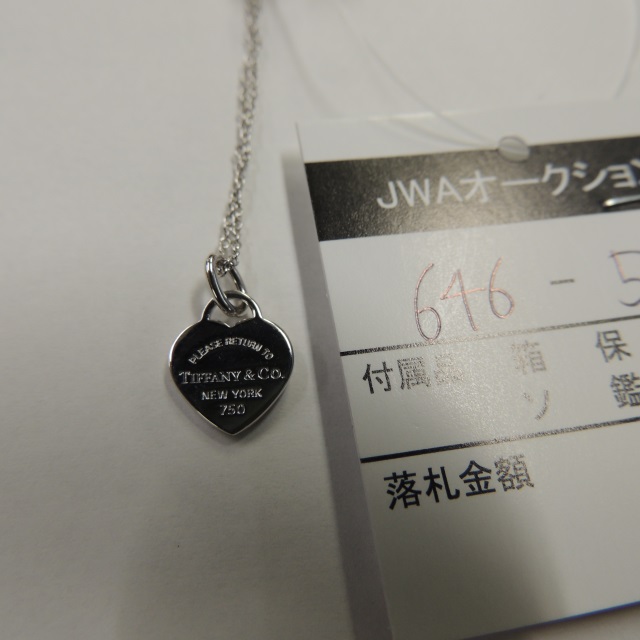 PLEASE RETURN TO
TIFFANY & CO.
NEW YORK
750
JWAオークション
646 - 5
付属品 箱 保
ソ 鑑
落札金額